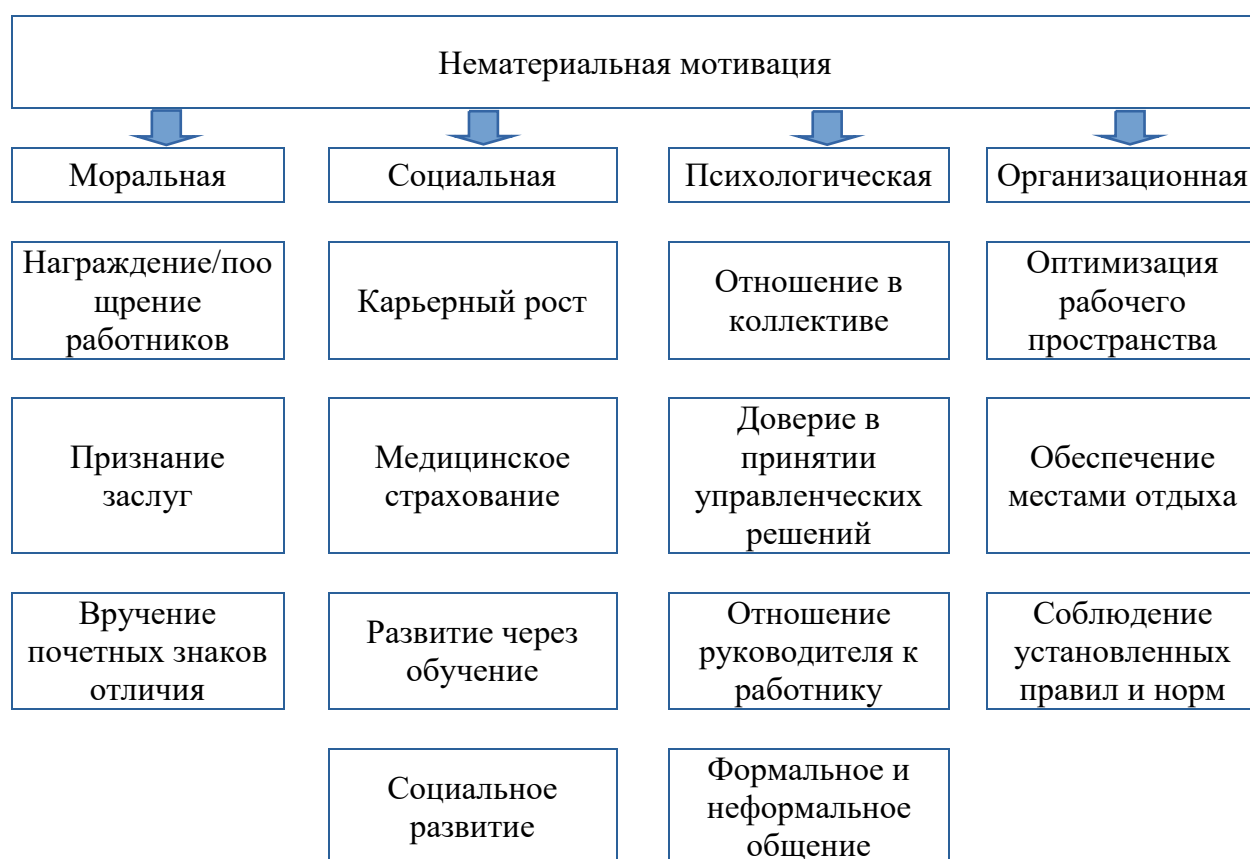 Нематериальная мотивация
Моральная
Социальная
Психологическая
Организационная
Награждение/поо
щрение
работников
Карьерный рост
Отношение в
коллективе
Оптимизация
рабочего
пространства
Признание
заслуг
Медицинское
страхование
Доверие в
принятии
управленческих
решений
Обеспечение
местами отдыха
Вручение
почетных знаков
отличия
Развитие через
обучение
Отношение
руководителя к
работнику
Соблюдение
установленных
правил и норм
Социальное
развитие
Формальное и
неформальное
общение